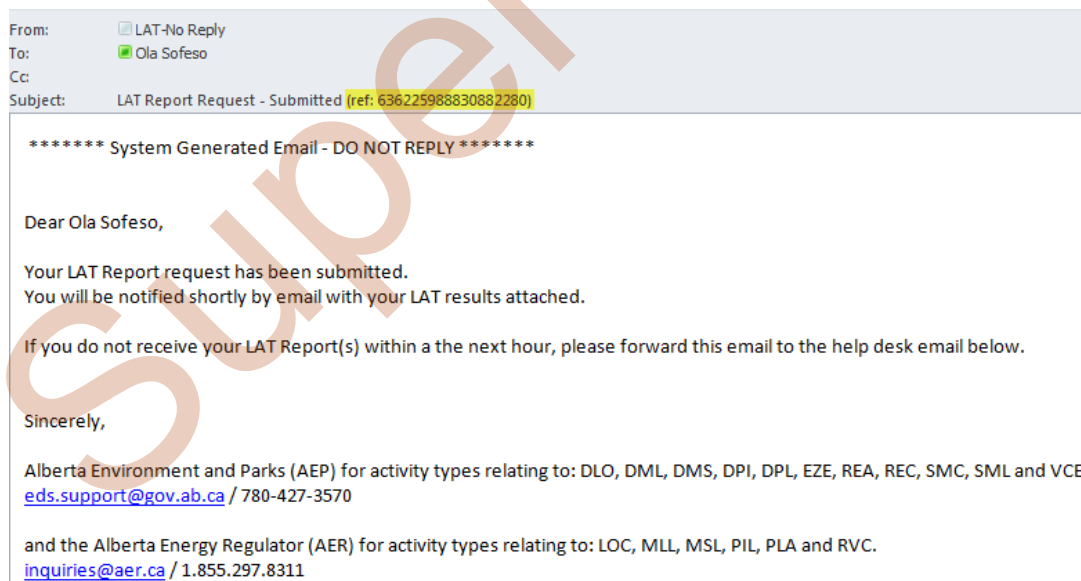 From: LAT-No Reply
To: Ola Sofeso
Cc:
Subject: LAT Report Request - Submitted (ref: 636225988830882280)
******* System Generated Email - DO NOT REPLY *******
Dear Ola Sofeso,
Your LAT Report request has been submitted.
You will be notified shortly by email with your LAT results attached.
If you do not receive your LAT Report(s) within a the next hour, please forward this email to the help desk email below.
Sincerely,
Alberta Environment and Parks (AEP) for activity types relating to: DLO, DML, DMS, DPI, DPL, EZE, REA, REC, SMC, SML and VCE
eds.support@gov.ab.ca / 780-427-3570
and the Alberta Energy Regulator (AER) for activity types relating to: LOC, MLL, MSL, PIL, PLA and RVC.
inquiries@aer.ca / 1.855.297.8311
Super